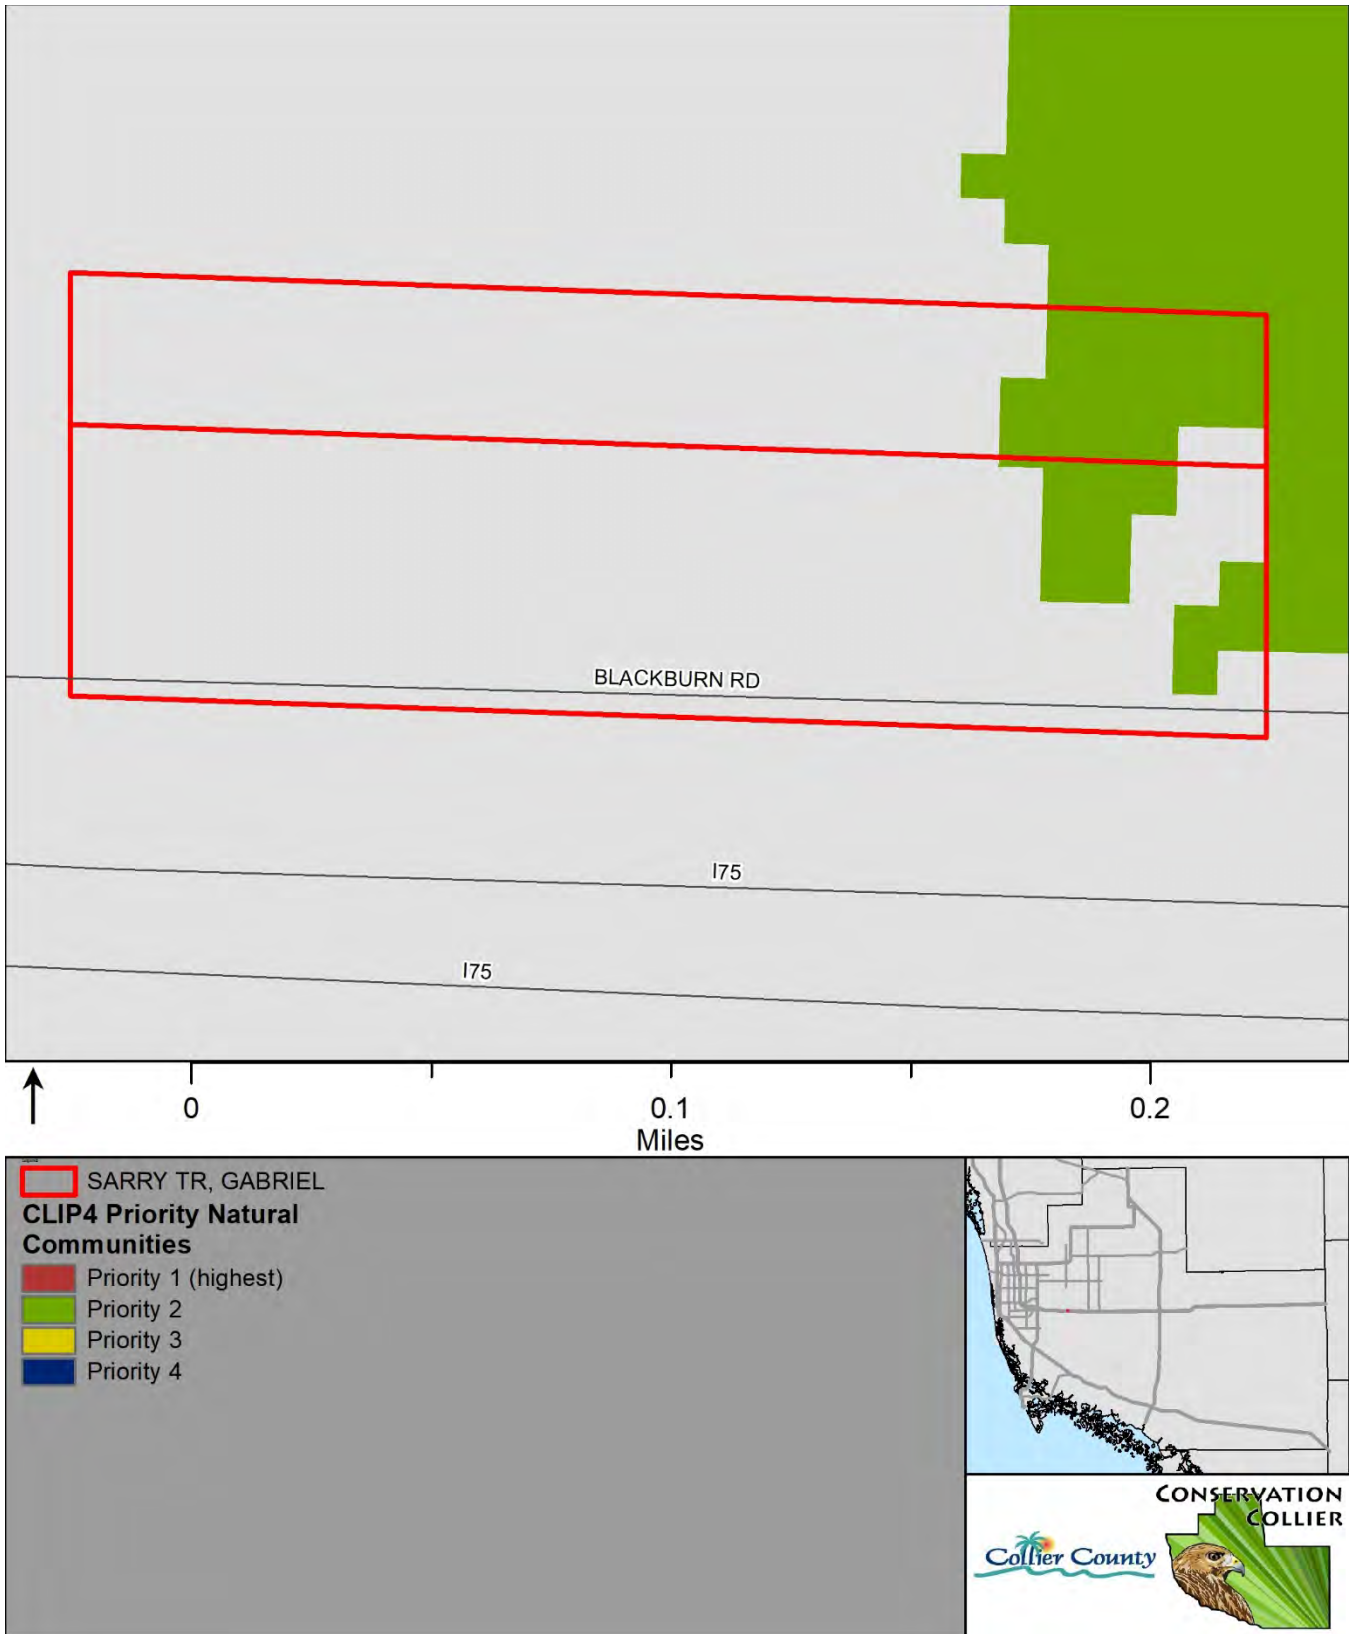 BLACKBURN RD
I75
I75
0 0.1 0.2
Miles
SARRY TR, GABRIEL
CLIP4 Priority Natural
Communities
Priority 1 (highest)
Priority 2
Priority 3
Priority 4
CONSERVATION
COLLIER
Collier County